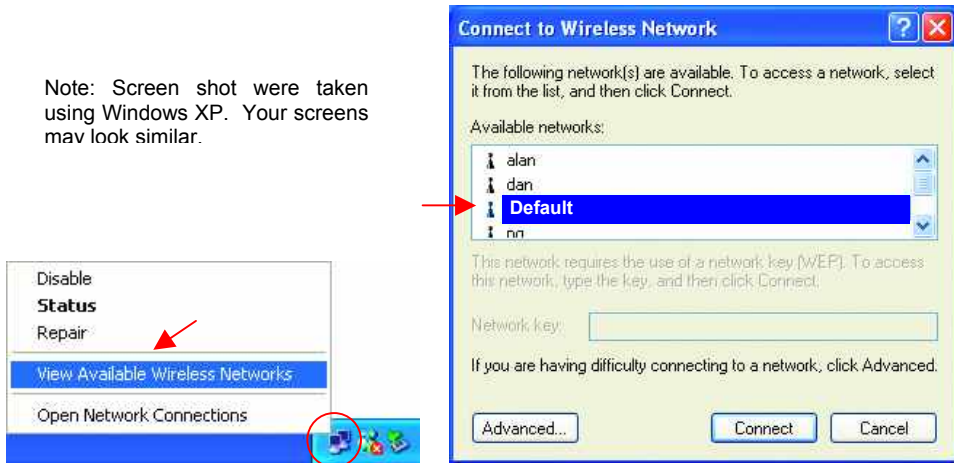 Note: Screen shot were taken
using Windows XP. Your screens
may look similar.
Disable
Status
Repair
View Available Wireless Networks
Open Network Connections
Connect to Wireless Network
The following network(s) are available. To access a network, select
it from the list, and then click Connect.
Available networks:
alan
dan
Default
This network requires the use of a network key (WEP). To access
this network, type the key, and then click Connect.
Network key:
If you are having difficulty connecting to a network, click Advanced.
Advanced...
Connect
Cancel